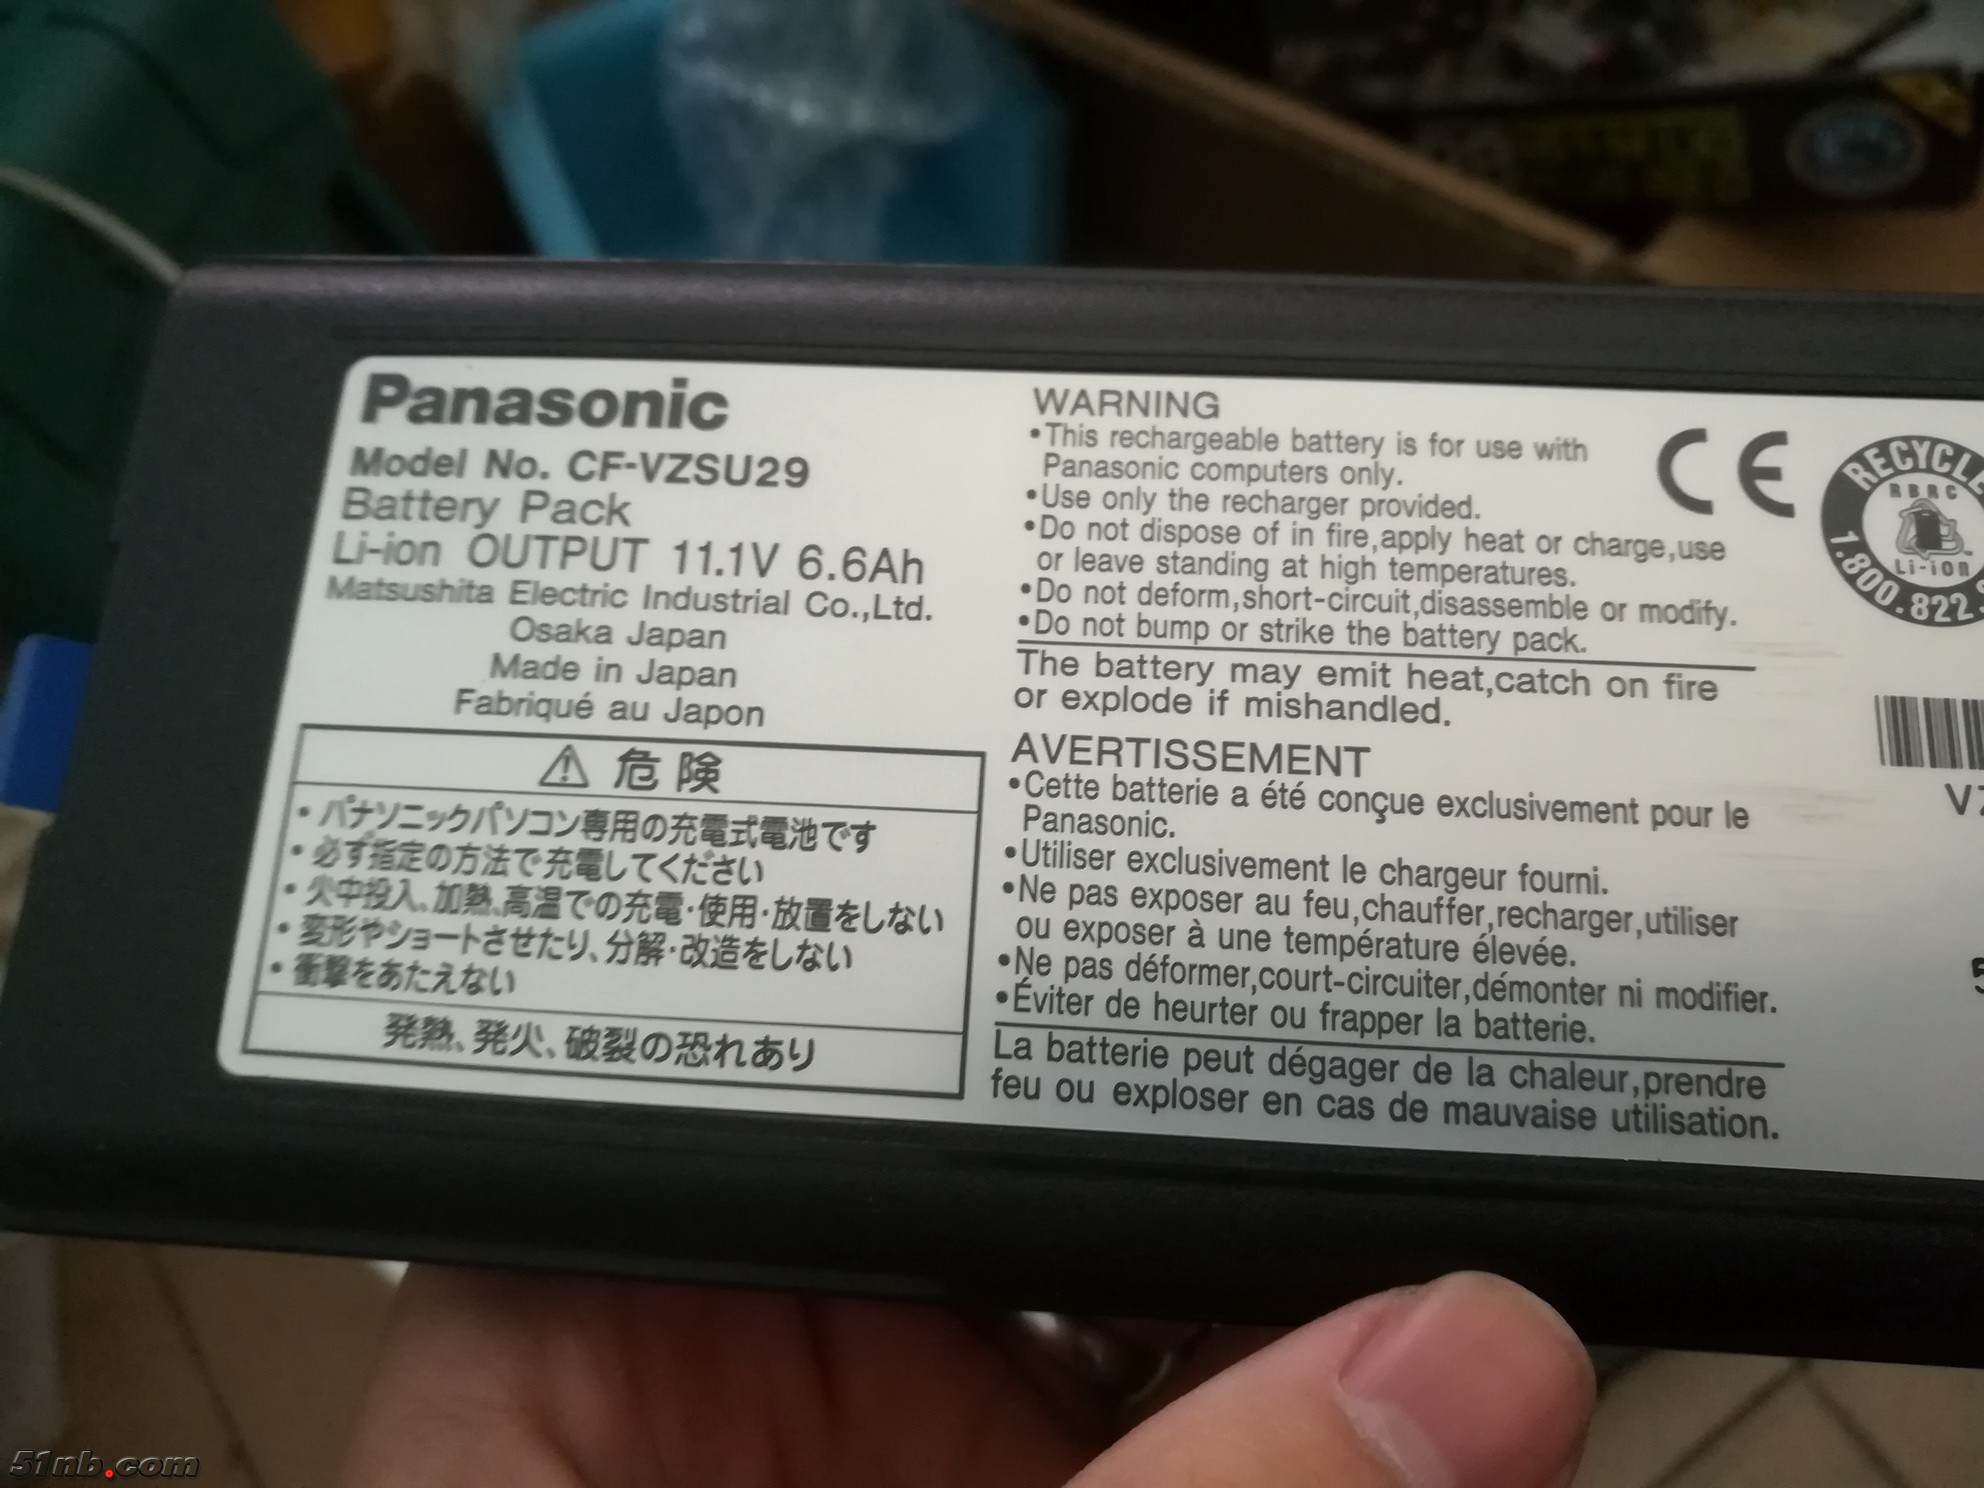 Panasonic
Model No. CF-VZSU29
Battery Pack
Li-ion OUTPUT 11.1V 6.6Ah
Matsushita Electric Industrial Co.,Ltd.
Osaka Japan
Made in Japan
Fabriqué au Japon
⚠ 危険
・パナソニックパソコン専用の充電式電池です
・必ず指定の方法で充電してください
・火中投入、加熱、高温での充電・使用・放置をしない
・変形やショートさせたり、分解・改造をしない
・衝撃をあたえない
発熱、発火、破裂の恐れあり
WARNING
•This rechargeable battery is for use with
Panasonic computers only.
•Use only the recharger provided.
•Do not dispose of in fire,apply heat or charge,use
or leave standing at high temperatures.
•Do not deform,short-circuit,disassemble or modify.
•Do not bump or strike the battery pack.
The battery may emit heat,catch on fire
or explode if mishandled.
AVERTISSEMENT
•Cette batterie a été conçue exclusivement pour le
Panasonic.
•Utiliser exclusivement le chargeur fourni.
•Ne pas exposer au feu,chauffer,recharger,utiliser
ou exposer à une température élevée.
•Ne pas déformer,court-circuiter,démonter ni modifier.
•Éviter de heurter ou frapper la batterie.
La batterie peut dégager de la chaleur,prendre
feu ou exploser en cas de mauvaise utilisation.
CE
RECYCLE
RBRC
Li-ion
1.800.822.
51nb.com